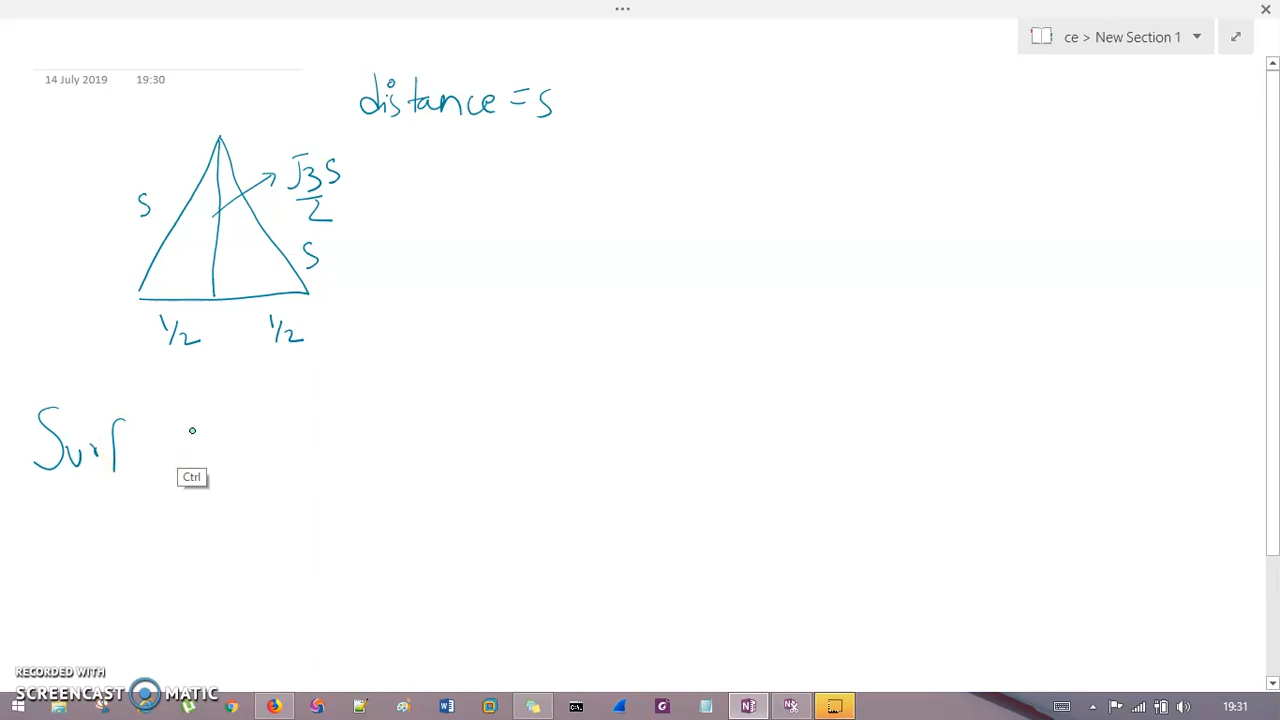 ...
ce > New Section 1
14 July 2019 19:30
distance = s
s
√3 s
2
s
1/2 1/2
Surf
Ctrl
RECORDED WITH
SCREENCAST MATIC
19:31